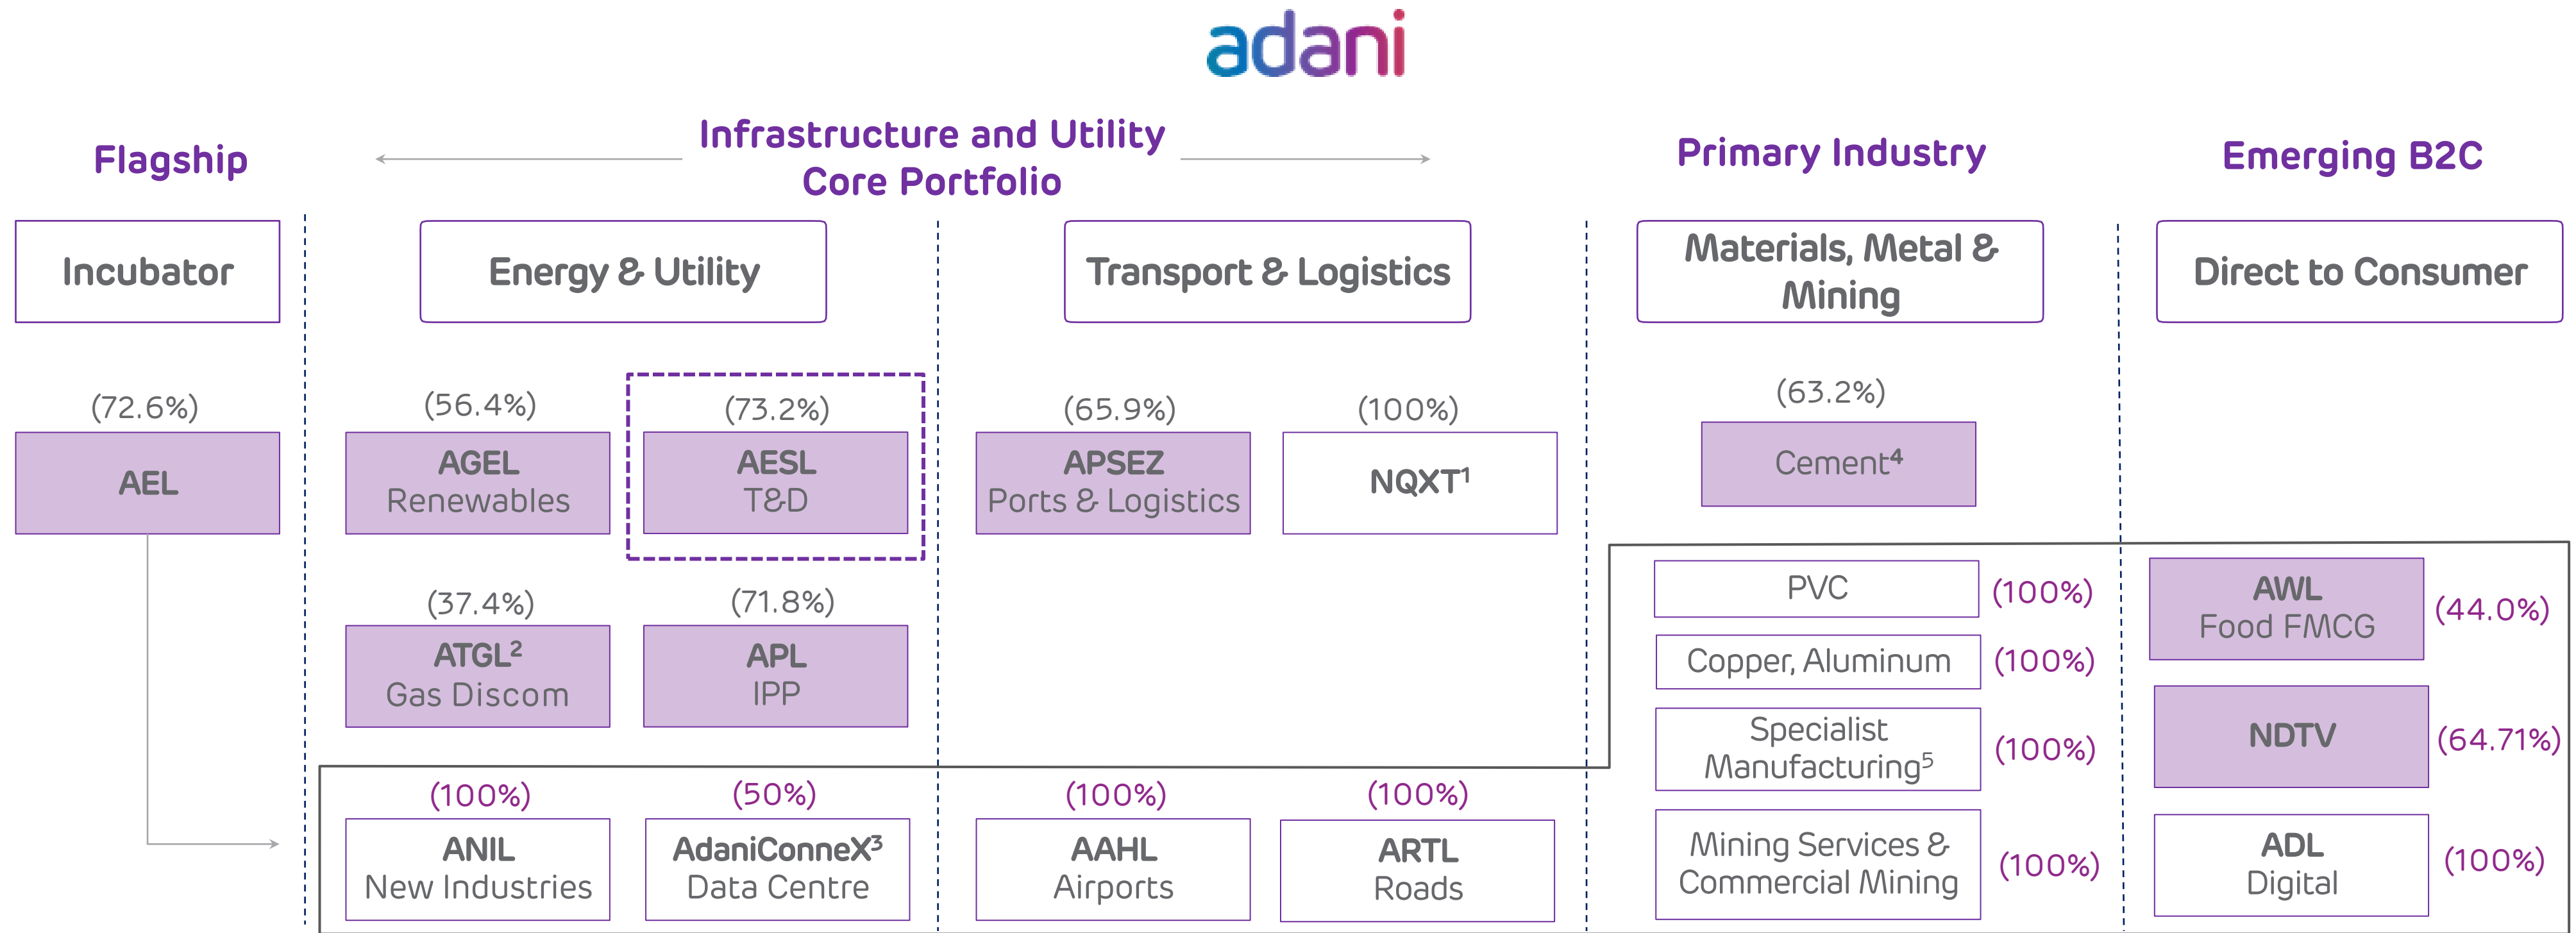 adani
Flagship
Infrastructure and Utility
Core Portfolio
Primary Industry
Emerging B2C
Incubator
Energy & Utility
Transport & Logistics
Materials, Metal &
Mining
Direct to Consumer
(72.6%)
AEL
(56.4%)
AGEL
Renewables
(73.2%)
AESL
T&D
(65.9%)
APSEZ
Ports & Logistics
(100%)
NQXT¹
(63.2%)
Cement⁴
(37.4%)
ATGL²
Gas Discom
(71.8%)
APL
IPP
PVC
(100%)
Copper, Aluminum
(100%)
Specialist
Manufacturing⁵
(100%)
Mining Services &
Commercial Mining
(100%)
AWL
Food FMCG
(44.0%)
NDTV
(64.71%)
ADL
Digital
(100%)
(100%)
ANIL
New Industries
(50%)
AdaniConneX³
Data Centre
(100%)
AAHL
Airports
(100%)
ARTL
Roads